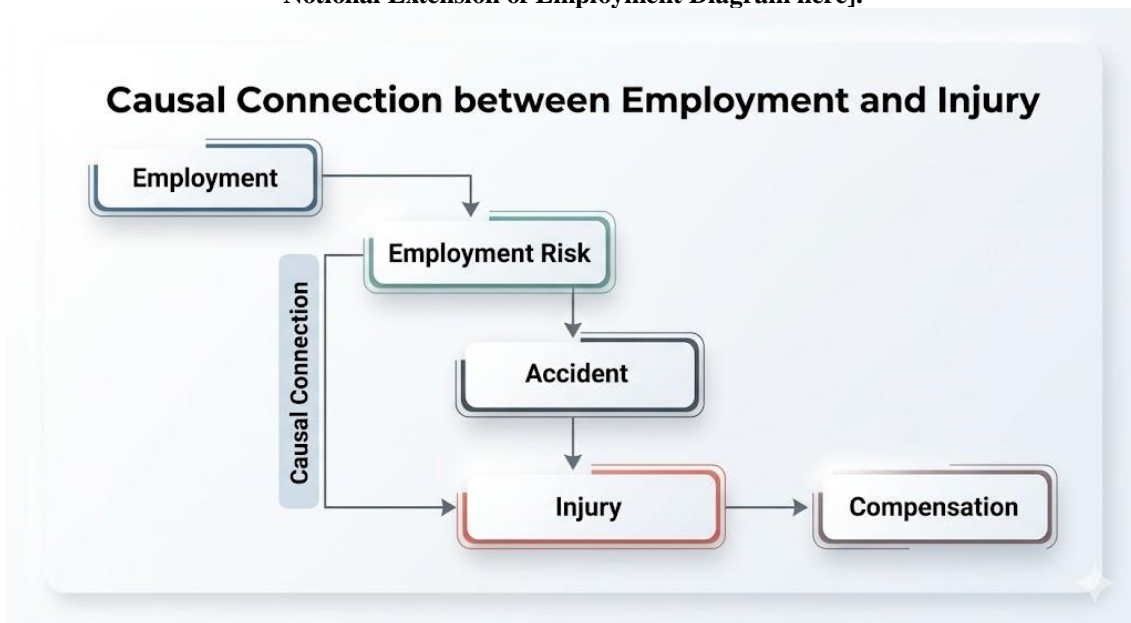 Notional Extension of Employment Diagram here].
Causal Connection between Employment and Injury
Employment
Employment Risk
Causal Connection
Accident
Injury
Compensation